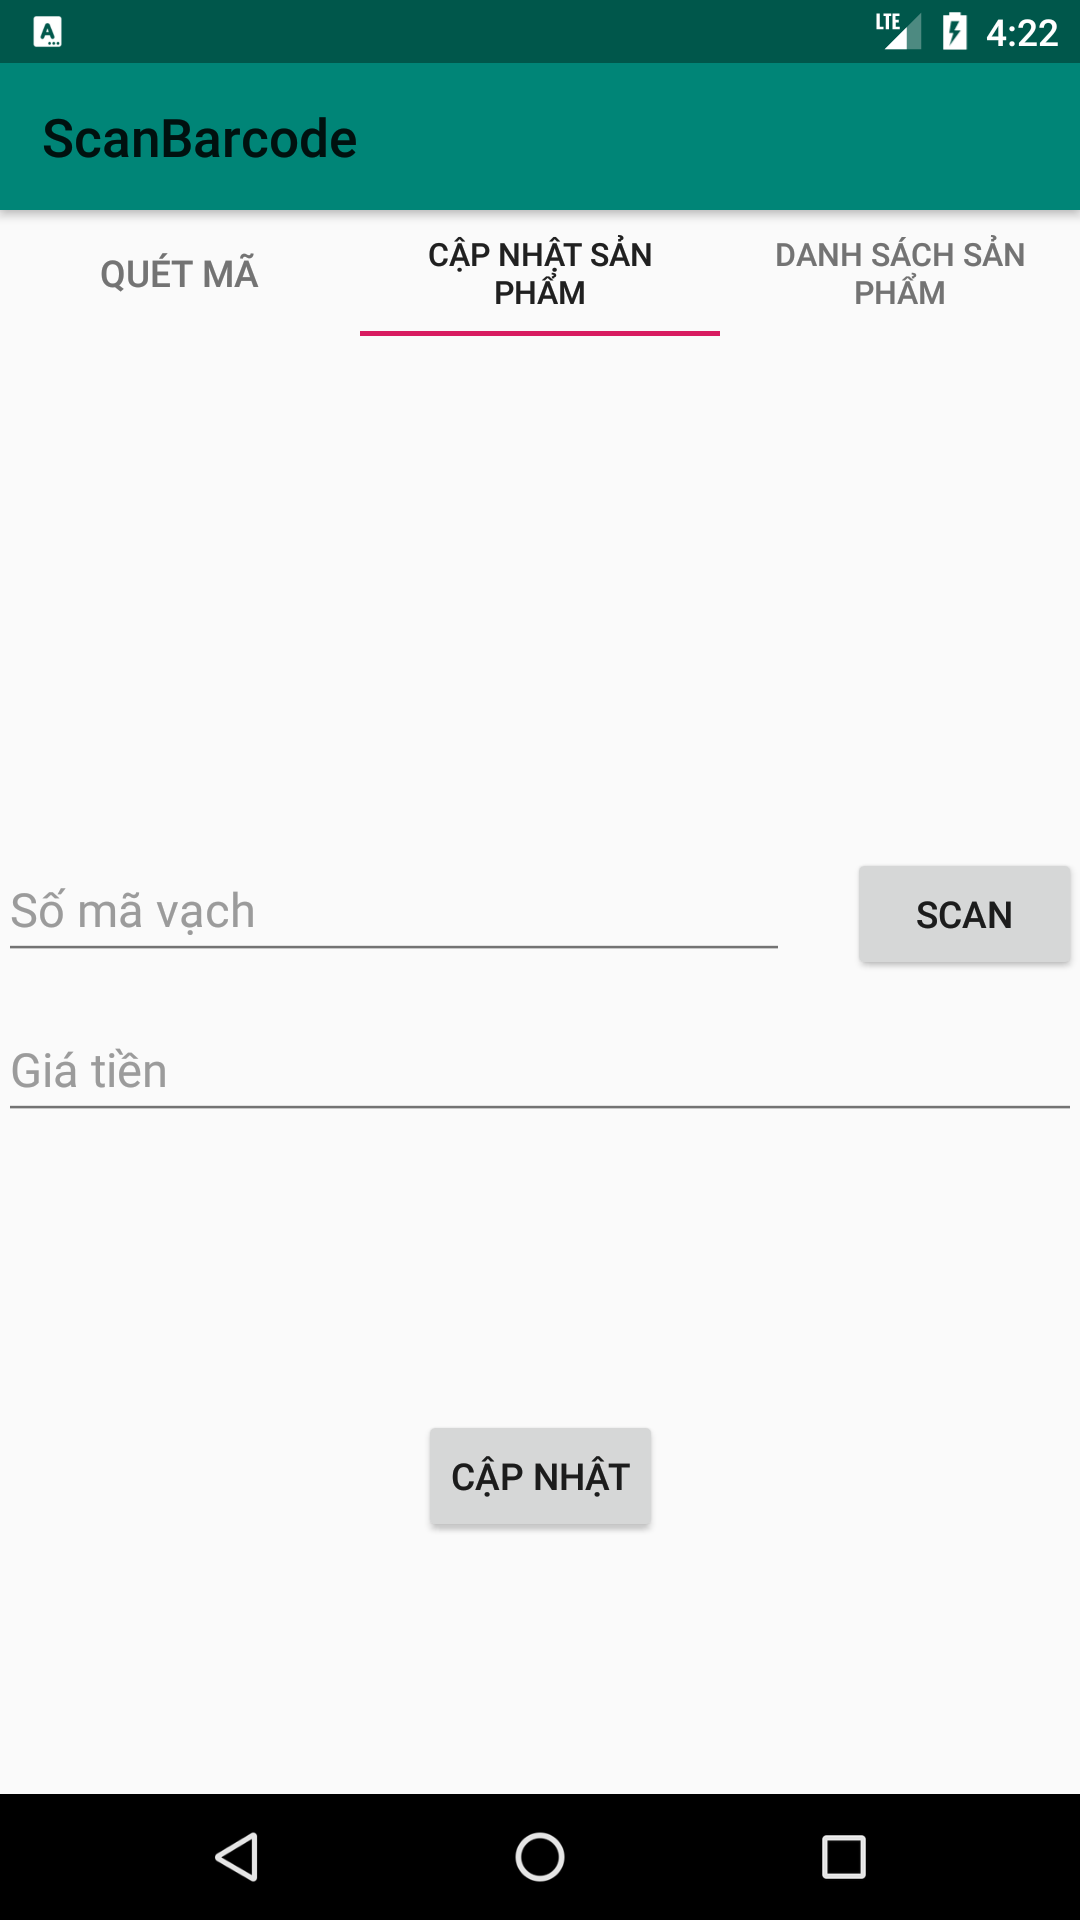 LTE 4:22
ScanBarcode
QUÉT MÃ
CẬP NHẬT SẢN
PHẨM
DANH SÁCH SẢN
PHẨM
Số mã vạch
SCAN
Giá tiền
CẬP NHẬT